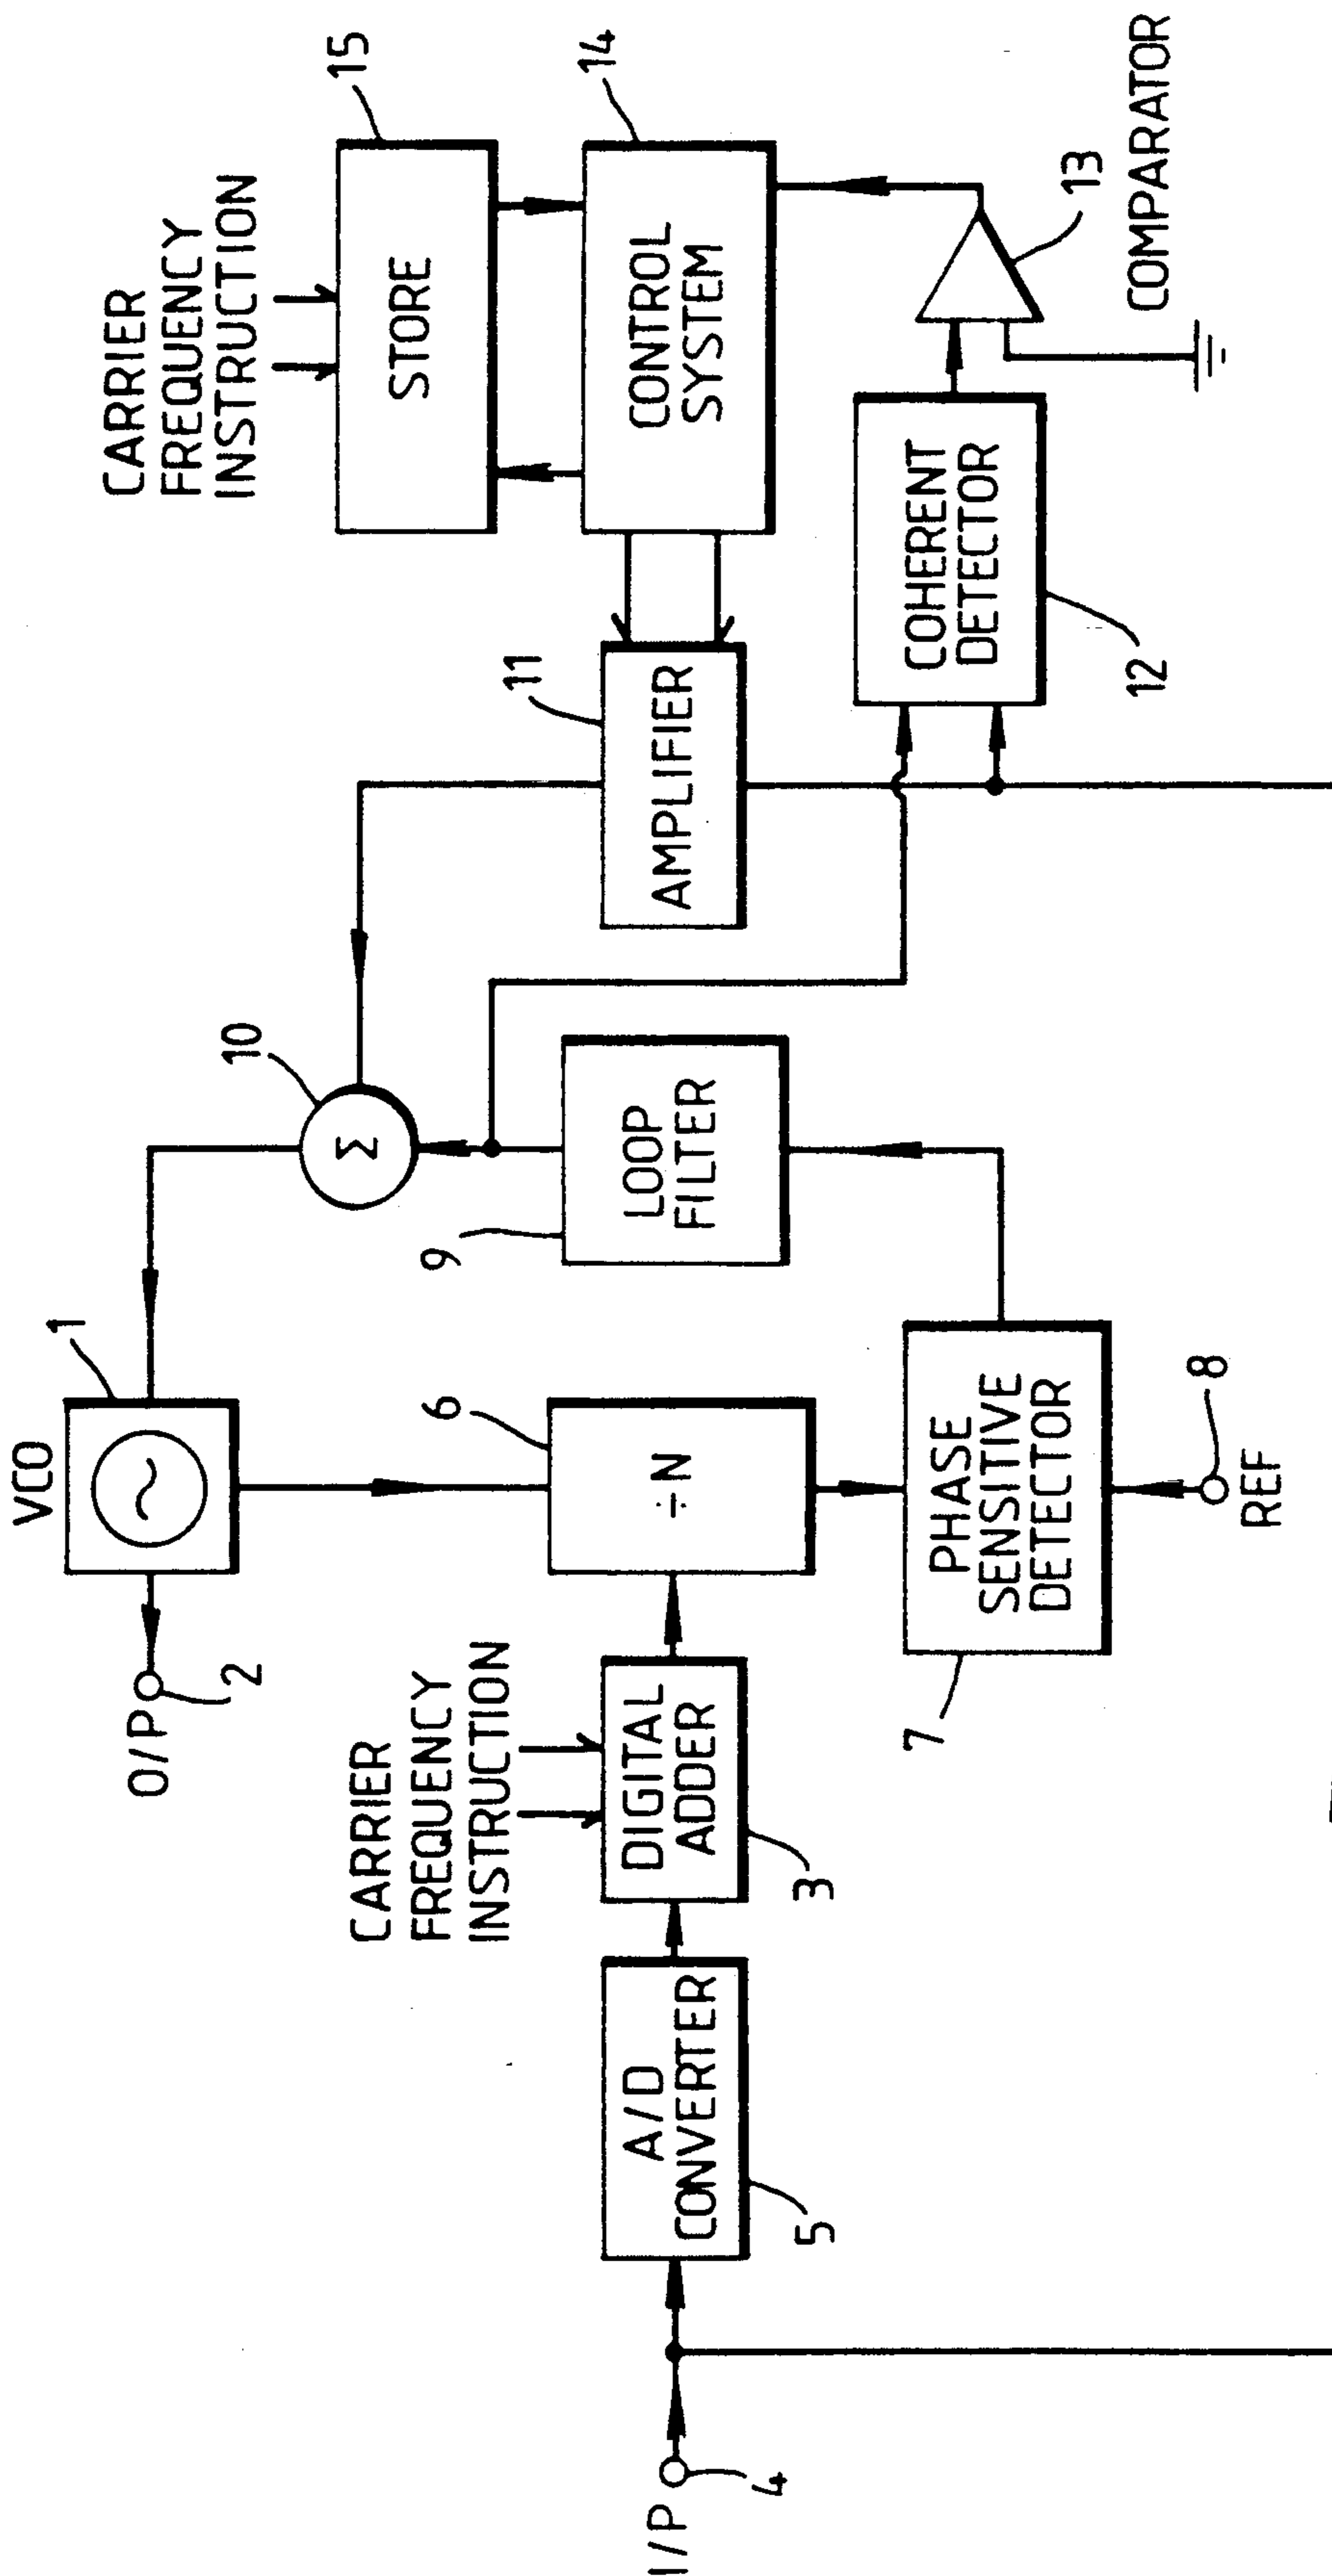 CARRIER
FREQUENCY
INSTRUCTION
15
STORE
14
CONTROL
SYSTEM
13
COMPARATOR
COHERENT
DETECTOR
12
11
AMPLIFIER
10
Σ
LOOP
FILTER
9
VCO
1
O/P
2
6
÷N
PHASE
SENSITIVE
DETECTOR
7
8
REF
CARRIER
FREQUENCY
INSTRUCTION
DIGITAL
ADDER
3
A/D
CONVERTER
5
I/P
4